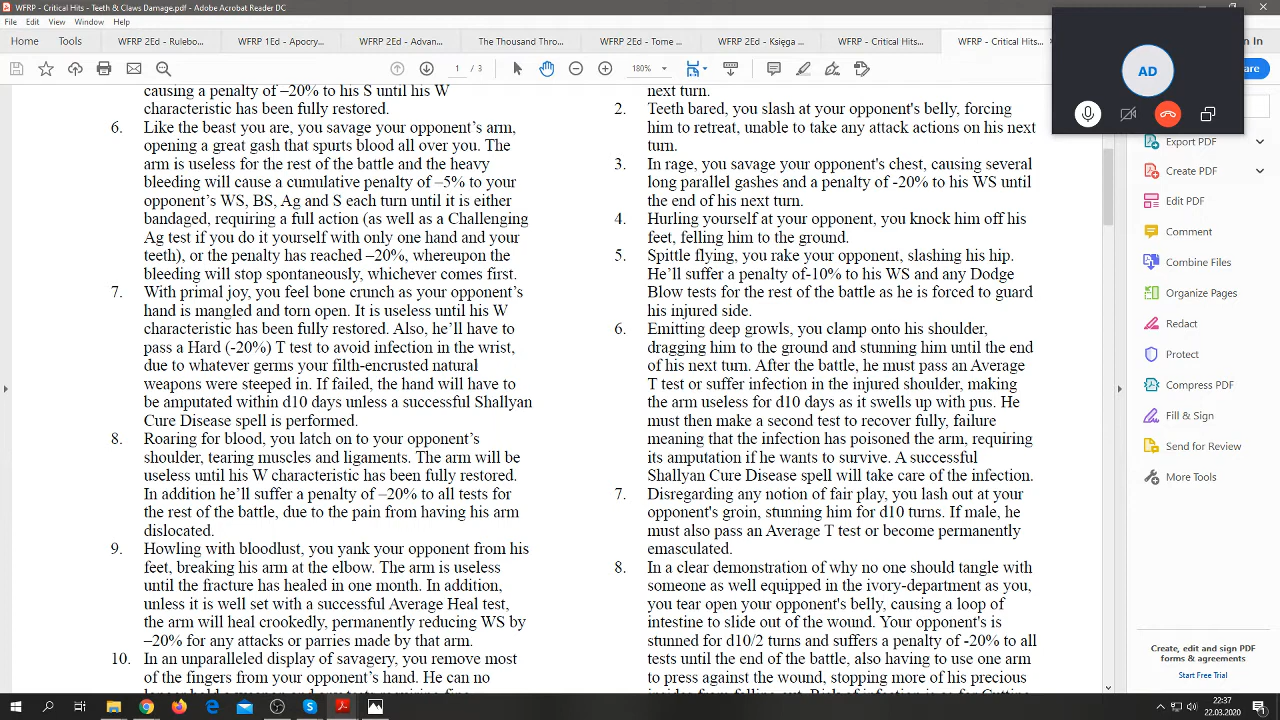 WFRP - Critical Hits - Teeth & Claws Damage.pdf - Adobe Acrobat Reader DC
File Edit View Window Help
Home Tools WFRP 2Ed - Rulebo... WFRP 1Ed - Apocry... WFRP 2Ed - Advan... The Thousand Thro... WFRP 2Ed - Tome ... WFRP 2Ed - Księga ... WFRP - Critical Hits... WFRP - Critical Hits...
1 / 3 180%
causing a penalty of –20% to his S until his W
characteristic has been fully restored.
6. Like the beast you are, you savage your opponent’s arm,
opening a great gash that spurts blood all over you. The
arm is useless for the rest of the battle and the heavy
bleeding will cause a cumulative penalty of –5% to your
opponent’s WS, BS, Ag and S each turn until it is either
bandaged, requiring a full action (as well as a Challenging
Ag test if you do it yourself with only one hand and your
teeth), or the penalty has reached –20%, whereupon the
bleeding will stop spontaneously, whichever comes first.
7. With primal joy, you feel bone crunch as your opponent’s
hand is mangled and torn open. It is useless until his W
characteristic has been fully restored. Also, he’ll have to
pass a Hard (-20%) T test to avoid infection in the wrist,
due to whatever germs your filth-encrusted natural
weapons were steeped in. If failed, the hand will have to
be amputated within d10 days unless a successful Shallyan
Cure Disease spell is performed.
8. Roaring for blood, you latch on to your opponent’s
shoulder, tearing muscles and ligaments. The arm will be
useless until his W characteristic has been fully restored.
In addition he’ll suffer a penalty of –20% to all tests for
the rest of the battle, due to the pain from having his arm
dislocated.
9. Howling with bloodlust, you yank your opponent from his
feet, breaking his arm at the elbow. The arm is useless
until the fracture has healed in one month. In addition,
unless it is well set with a successful Average Heal test,
the arm will heal crookedly, permanently reducing WS by
–20% for any attacks or parries made by that arm.
10. In an unparalleled display of savagery, you remove most
of the fingers from your opponent’s hand. He can no
next turn.
2. Teeth bared, you slash at your opponent's belly, forcing
him to retreat, unable to take any attack actions on his next
turn.
3. In rage, you savage your opponent's chest, causing several
long parallel gashes and a penalty of -20% to his WS until
the end of his next turn.
4. Hurling yourself at your opponent, you knock him off his
feet, felling him to the ground.
5. Spittle flying, you rake your opponent, slashing his hip.
He’ll suffer a penalty of-10% to his WS and any Dodge
Blow tests for the rest of the battle as he is forced to guard
his injured side.
6. Emitting deep growls, you clamp onto his shoulder,
dragging him to the ground and stunning him until the end
of his next turn. After the battle, he must pass an Average
T test or suffer infection in the injured shoulder, making
the arm useless for d10 days as it swells up with pus. He
must then make a second test to recover fully, failure
meaning that the infection has poisoned the arm, requiring
its amputation if he wants to survive. A successful
Shallyan Cure Disease spell will take care of the infection.
7. Disregarding any notion of fair play, you lash out at your
opponent's groin, stunning him for d10 turns. If male, he
must also pass an Average T test or become permanently
emasculated.
8. In a clear demonstration of why no one should tangle with
someone as well equipped in the ivory-department as you,
you tear open your opponent's belly, causing a loop of
intestine to slide out of the wound. Your opponent's is
stunned for d10/2 turns and suffers a penalty of -20% to all
tests until the end of the battle, also having to use one arm
to press against the wound, stopping more of his precious
AD
Export PDF
Create PDF
Edit PDF
Comment
Combine Files
Organize Pages
Redact
Protect
Compress PDF
Fill & Sign
Send for Review
More Tools
Create, edit and sign PDF
forms & agreements
Start Free Trial
22:37
22.03.2020